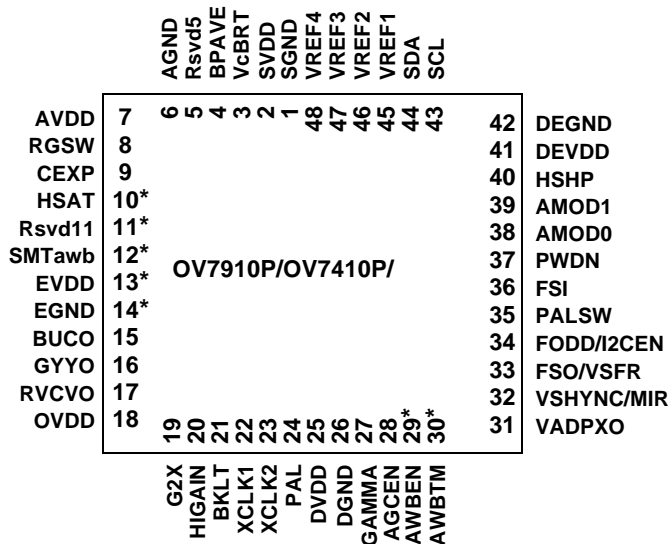 AGND
Rsvd5
BPAVE
VcBRT
SVDD
SGND
VREF4
VREF3
VREF2
VREF1
SDA
SCL
6 5 4 3 2 1 48 47 46 45 44 43
AVDD 7
RGSW 8
CEXP 9
HSAT 10*
Rsvd11 11*
SMTawb 12*
EVDD 13*
EGND 14*
BUCO 15
GYYO 16
RVCVO 17
OVDD 18
OV7910P/OV7410P/
42 DEGND
41 DEVDD
40 HSHP
39 AMOD1
38 AMOD0
37 PWDN
36 FSI
35 PALSW
34 FODD/I2CEN
33 FSO/VSFR
32 VSHYNC/MIR
31 VADPXO
19 20 21 22 23 24 25 26 27 28 29* 30*
G2X
HIGAIN
BKLT
XCLK1
XCLK2
PAL
DVDD
DGND
GAMMA
AGCEN
AWBEN
AWBTM